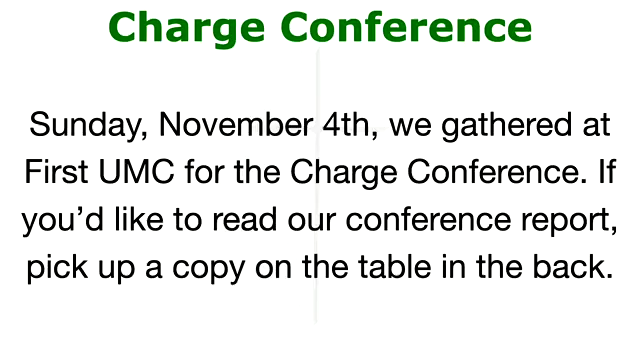 Charge Conference
Sunday, November 4th, we gathered at
First UMC for the Charge Conference. If
you’d like to read our conference report,
pick up a copy on the table in the back.